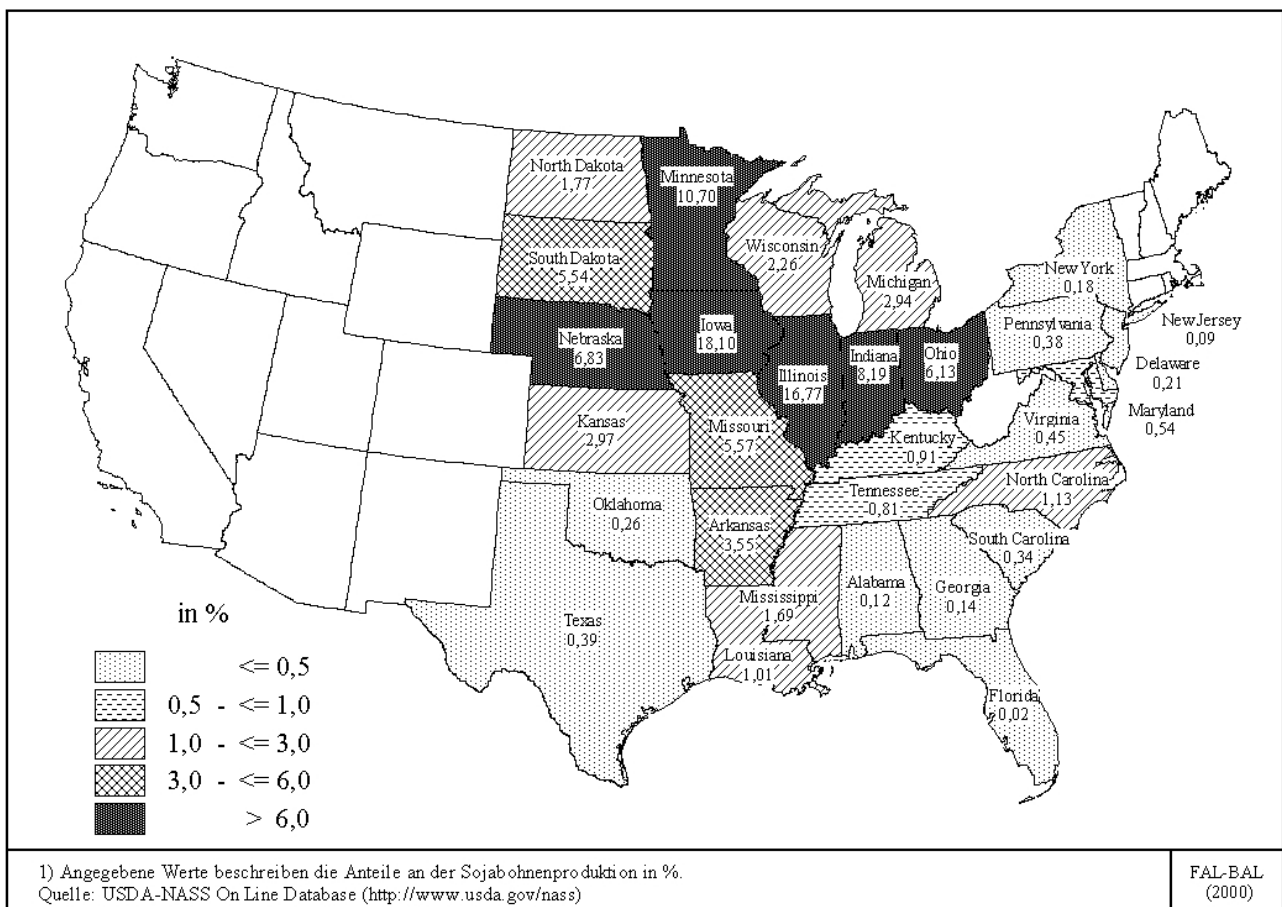 North Dakota
1,77
Minnesota
10,70
South Dakota
5,54
Wisconsin
2,26
Michigan
2,94
New York
0,18
Pennsylvania
0,38
New Jersey
0,09
Nebraska
6,83
Iowa
18,10
Illinois
16,77
Indiana
8,19
Ohio
6,13
Delaware
0,21
Maryland
0,54
Virginia
0,45
Kansas
2,97
Missouri
5,57
Kentucky
0,91
North Carolina
1,13
Tennessee
0,81
Oklahoma
0,26
Arkansas
3,55
South Carolina
0,34
Mississippi
1,69
Alabama
0,12
Georgia
0,14
Texas
0,39
Louisiana
1,01
Florida
0,02
in %
<= 0,5
0,5 - <= 1,0
1,0 - <= 3,0
3,0 - <= 6,0
> 6,0
1) Angegebene Werte beschreiben die Anteile an der Sojabohnenproduktion in %.
Quelle: USDA-NASS On Line Database (http://www.usda.gov/nass)
FAL-BAL
(2000)